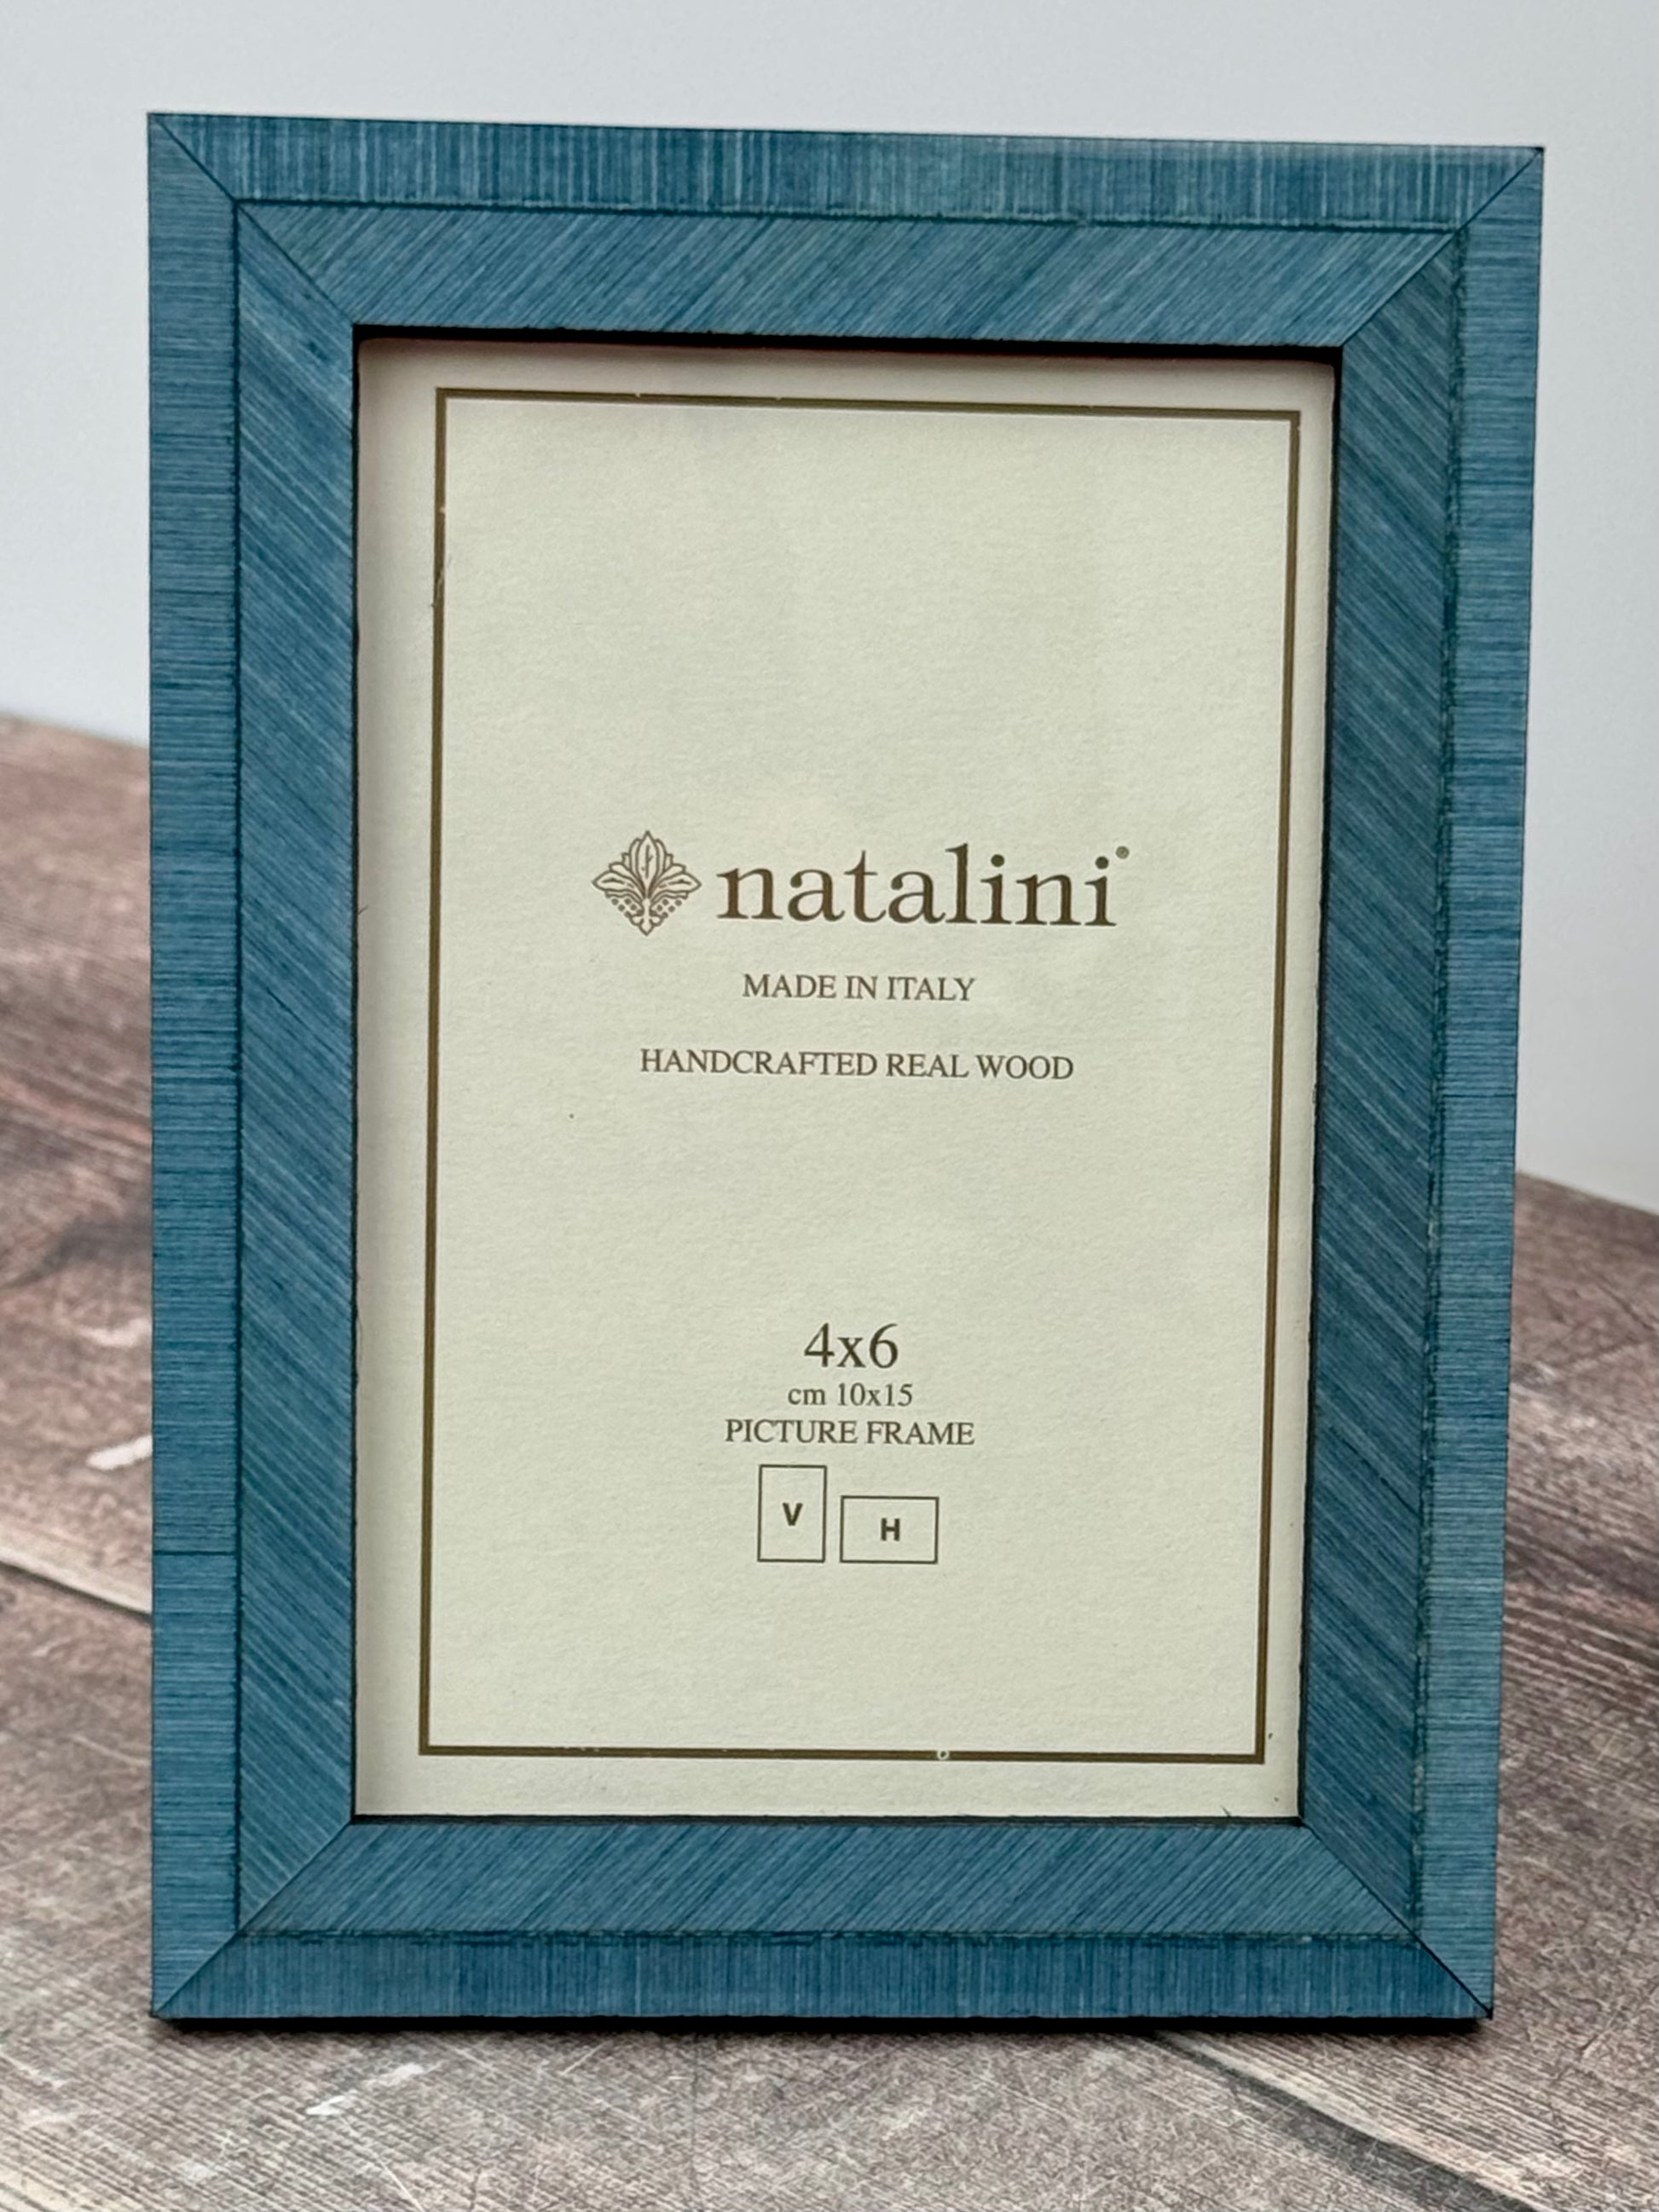 natalini
MADE IN ITALY
HANDCRAFTED REAL WOOD
4x6
cm 10x15
PICTURE FRAME
V H